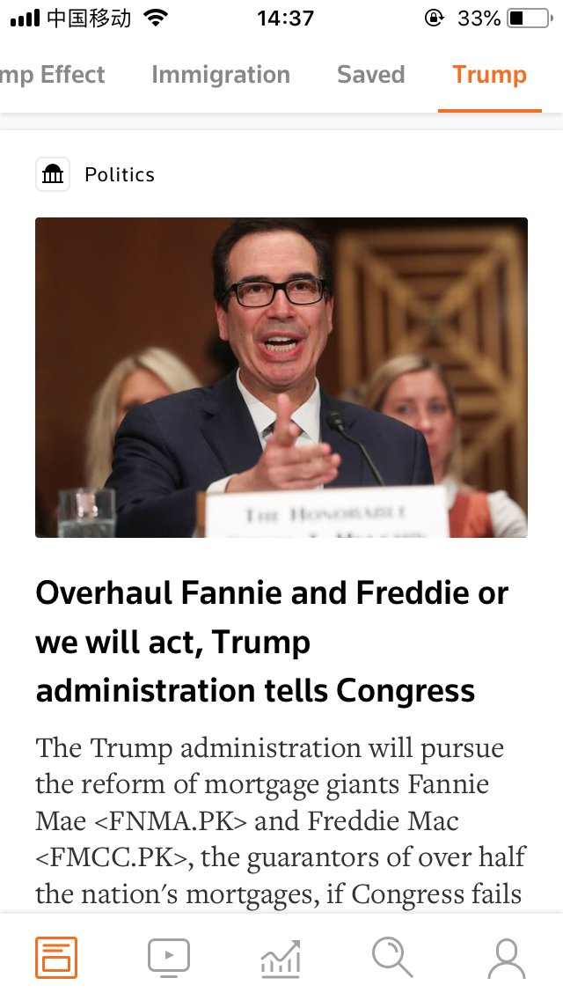 中国移动 14:37 33%
mp Effect Immigration Saved Trump
Politics
THE HONORABLE
Overhaul Fannie and Freddie or
we will act, Trump
administration tells Congress
The Trump administration will pursue
the reform of mortgage giants Fannie
Mae <FNMA.PK> and Freddie Mac
<FMCC.PK>, the guarantors of over half
the nation's mortgages, if Congress fails